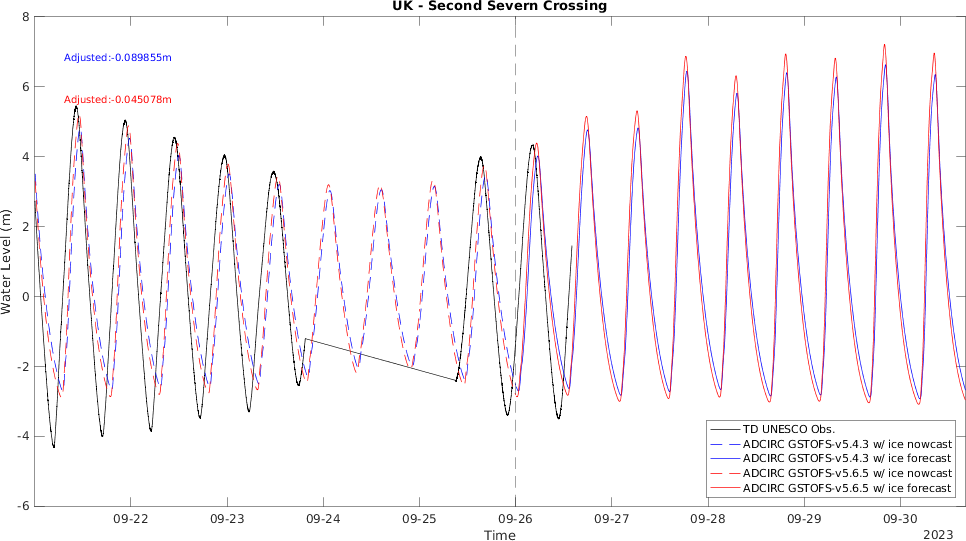 UK - Second Severn Crossing
Adjusted:-0.089855m
Adjusted:-0.045078m
Water Level (m)
8
6
4
2
0
-2
-4
-6
TD UNESCO Obs.
ADCIRC GSTOFS-v5.4.3 w/ ice nowcast
ADCIRC GSTOFS-v5.4.3 w/ ice forecast
ADCIRC GSTOFS-v5.6.5 w/ ice nowcast
ADCIRC GSTOFS-v5.6.5 w/ ice forecast
09-22 09-23 09-24 09-25 09-26 09-27 09-28 09-29 09-30
Time
2023